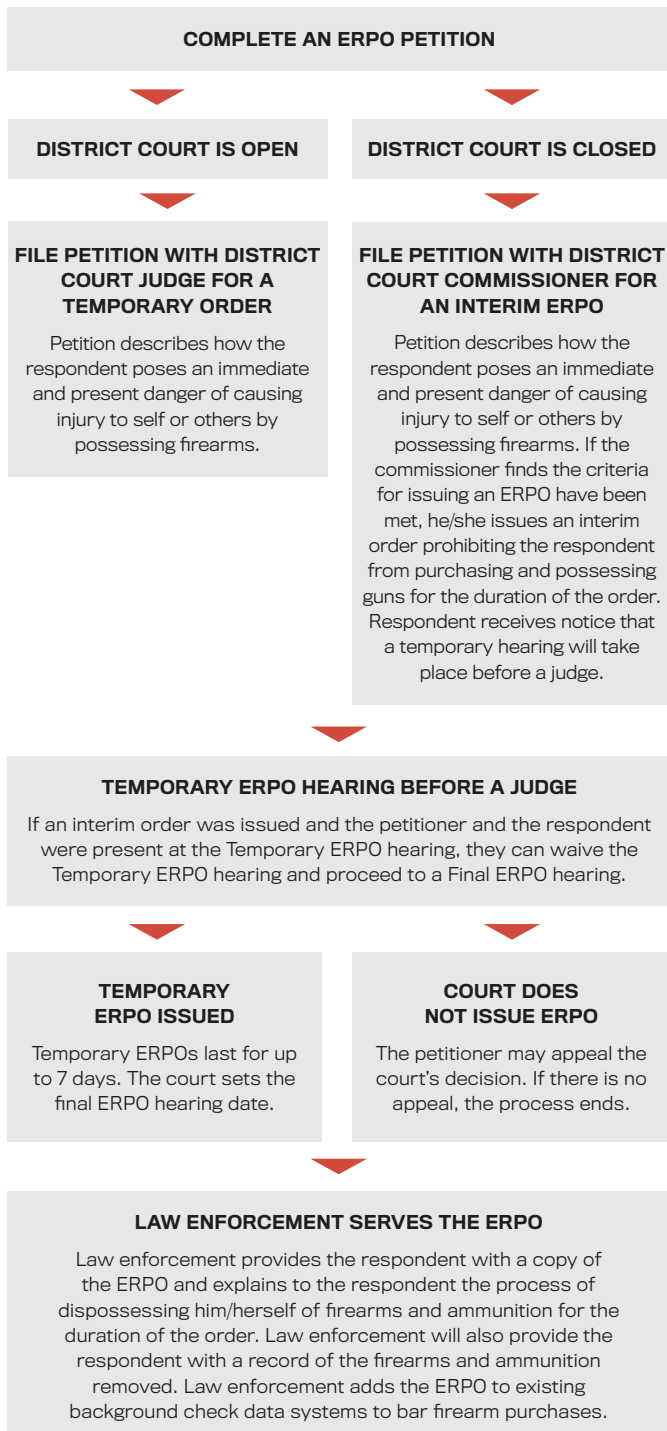 COMPLETE AN ERPO PETITION
DISTRICT COURT IS OPEN
FILE PETITION WITH DISTRICT
COURT JUDGE FOR A
TEMPORARY ORDER
Petition describes how the
respondent poses an immediate
and present danger of causing
injury to self or others by
possessing firearms.
DISTRICT COURT IS CLOSED
FILE PETITION WITH DISTRICT
COURT COMMISSIONER FOR
AN INTERIM ERPO
Petition describes how the
respondent poses an immediate
and present danger of causing
injury to self or others by
possessing firearms. If the
commissioner finds the criteria
for issuing an ERPO have been
met, he/she issues an interim
order prohibiting the respondent
from purchasing and possessing
guns for the duration of the order.
Respondent receives notice that
a temporary hearing will take
place before a judge.
TEMPORARY ERPO HEARING BEFORE A JUDGE
If an interim order was issued and the petitioner and the respondent
were present at the Temporary ERPO hearing, they can waive the
Temporary ERPO hearing and proceed to a Final ERPO hearing.
TEMPORARY
ERPO ISSUED
Temporary ERPOs last for up
to 7 days. The court sets the
final ERPO hearing date.
COURT DOES
NOT ISSUE ERPO
The petitioner may appeal the
court's decision. If there is no
appeal, the process ends.
LAW ENFORCEMENT SERVES THE ERPO
Law enforcement provides the respondent with a copy of
the ERPO and explains to the respondent the process of
dispossessing him/herself of firearms and ammunition for the
duration of the order. Law enforcement will also provide the
respondent with a record of the firearms and ammunition
removed. Law enforcement adds the ERPO to existing
background check data systems to bar firearm purchases.